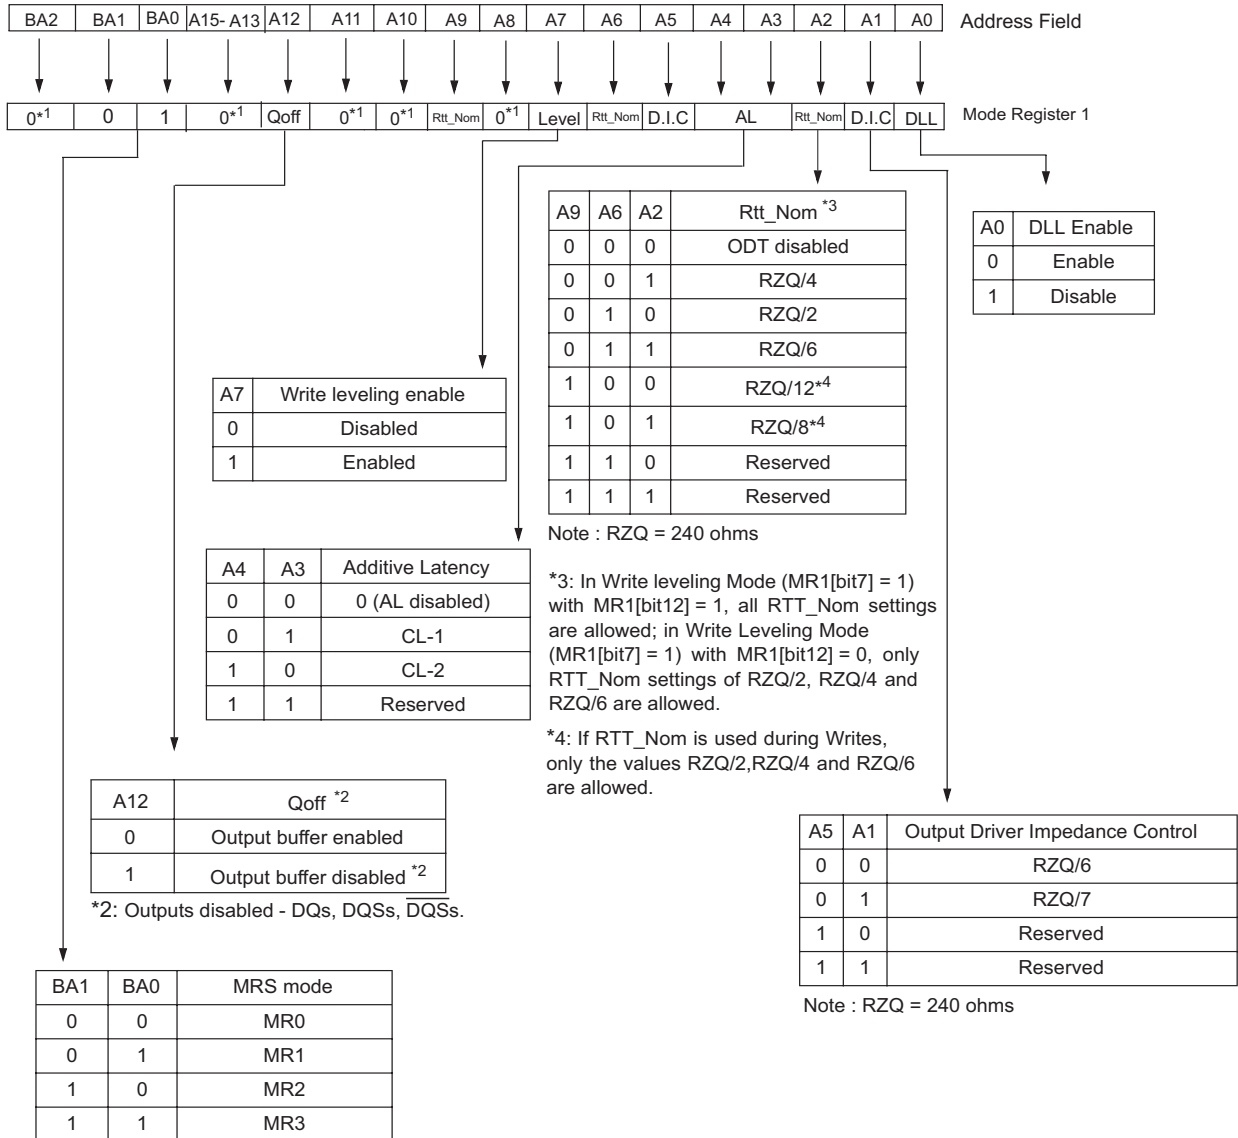 BA2 BA1 BA0 A15- A13 A12 A11 A10 A9 A8 A7 A6 A5 A4 A3 A2 A1 A0 Address Field
0*1 0 1 0*1 Qoff 0*1 0*1 Rtt_Nom 0*1 Level Rtt_Nom D.I.C AL Rtt_Nom D.I.C DLL Mode Register 1
A9 A6 A2 Rtt_Nom *3
0 0 0 ODT disabled
0 0 1 RZQ/4
0 1 0 RZQ/2
0 1 1 RZQ/6
1 0 0 RZQ/12*4
1 0 1 RZQ/8*4
1 1 0 Reserved
1 1 1 Reserved
Note : RZQ = 240 ohms
*3: In Write leveling Mode (MR1[bit7] = 1)
with MR1[bit12] = 1, all RTT_Nom settings
are allowed; in Write Leveling Mode
(MR1[bit7] = 1) with MR1[bit12] = 0, only
RTT_Nom settings of RZQ/2, RZQ/4 and
RZQ/6 are allowed.
*4: If RTT_Nom is used during Writes,
only the values RZQ/2,RZQ/4 and RZQ/6
are allowed.
A0 DLL Enable
0 Enable
1 Disable
A7 Write leveling enable
0 Disabled
1 Enabled
A4 A3 Additive Latency
0 0 0 (AL disabled)
0 1 CL-1
1 0 CL-2
1 1 Reserved
A12 Qoff *2
0 Output buffer enabled
1 Output buffer disabled *2
*2: Outputs disabled - DQs, DQSs, D̅Q̅S̅s.
A5 A1 Output Driver Impedance Control
0 0 RZQ/6
0 1 RZQ/7
1 0 Reserved
1 1 Reserved
Note : RZQ = 240 ohms
BA1 BA0 MRS mode
0 0 MR0
0 1 MR1
1 0 MR2
1 1 MR3